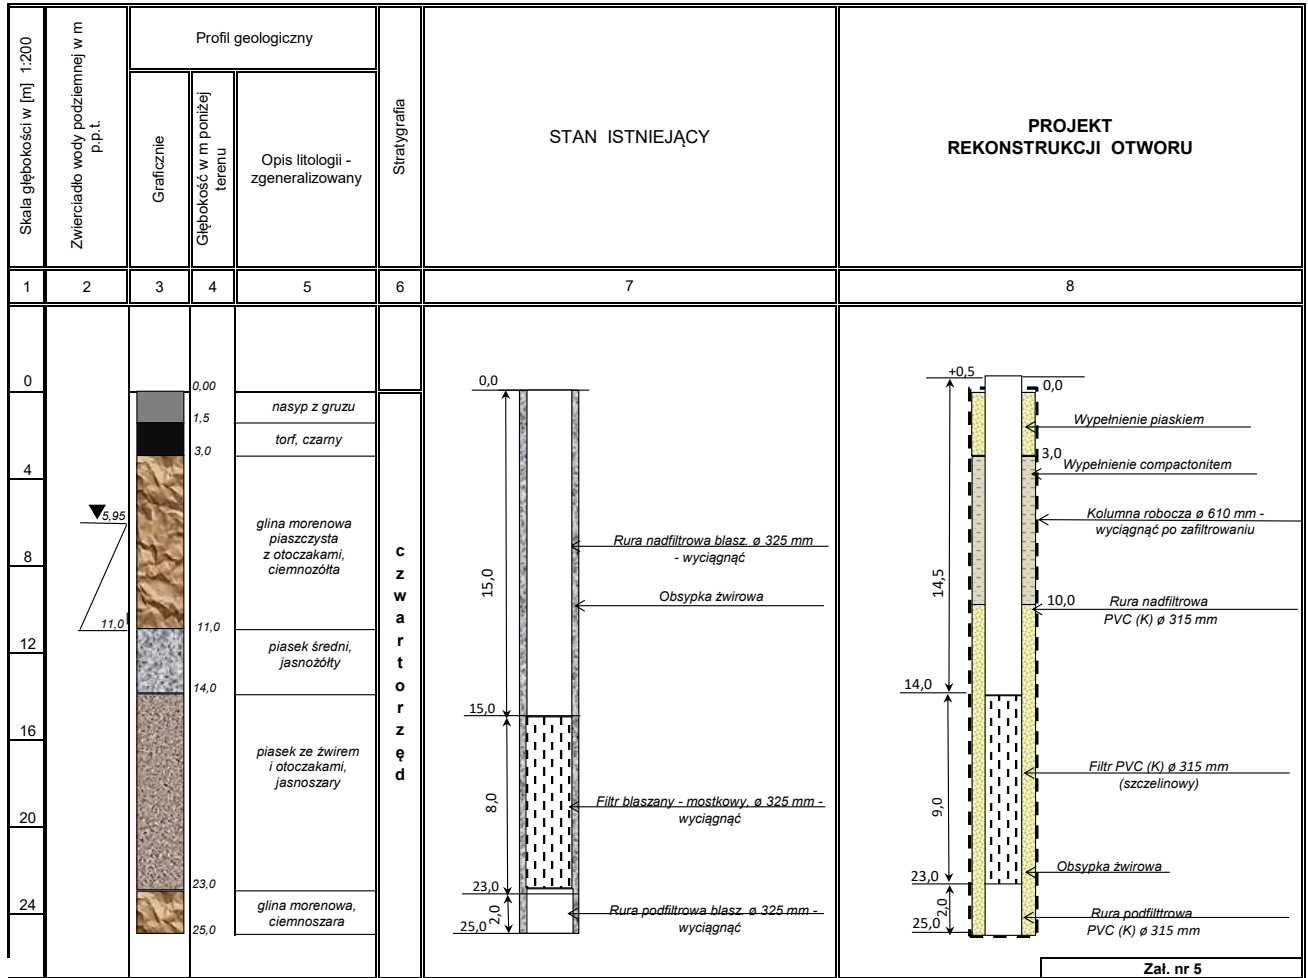 Skala głębokości w [m] 1:200
Zwierciadło wody podziemnej w m
p.p.t.
Profil geologiczny
Graficznie
Głębokość w m poniżej
terenu
Opis litologii -
zgeneralizowany
Stratygrafia
STAN ISTNIEJĄCY
PROJEKT
REKONSTRUKCJI OTWORU
1
2
3
4
5
6
7
8
0
4
8
12
16
20
24
5,95
11,0
0,00
1,5
3,0
11,0
14,0
23,0
25,0
nasyp z gruzu
torf, czarny
glina morenowa
piaszczysta
z otoczakami,
ciemnozółta
piasek średni,
jasnożółty
piasek ze żwirem
i otoczakami,
jasnoszary
glina morenowa,
ciemnoszara
c
z
w
a
r
t
o
r
z
ę
d
0,0
15,0
15,0
8,0
23,0
2,0
25,0
Rura nadfiltrowa blasz. ø 325 mm
- wyciągnąć
Obsypka żwirowa
Filtr blaszany - mostkowy, ø 325 mm -
wyciągnąć
Rura podfiltrowa blasz. ø 325 mm -
wyciągnąć
+0,5
0,0
Wypełnienie piaskiem
3,0
Wypełnienie compactonitem
Kolumna robocza ø 610 mm -
wyciągnąć po zafiltrowaniu
14,5
10,0
Rura nadfiltrowa
PVC (K) ø 315 mm
14,0
Filtr PVC (K) ø 315 mm
(szczelinowy)
9,0
Obsypka żwirowa
23,0
2,0
25,0
Rura podfilttrowa
PVC (K) ø 315 mm
Zał. nr 5